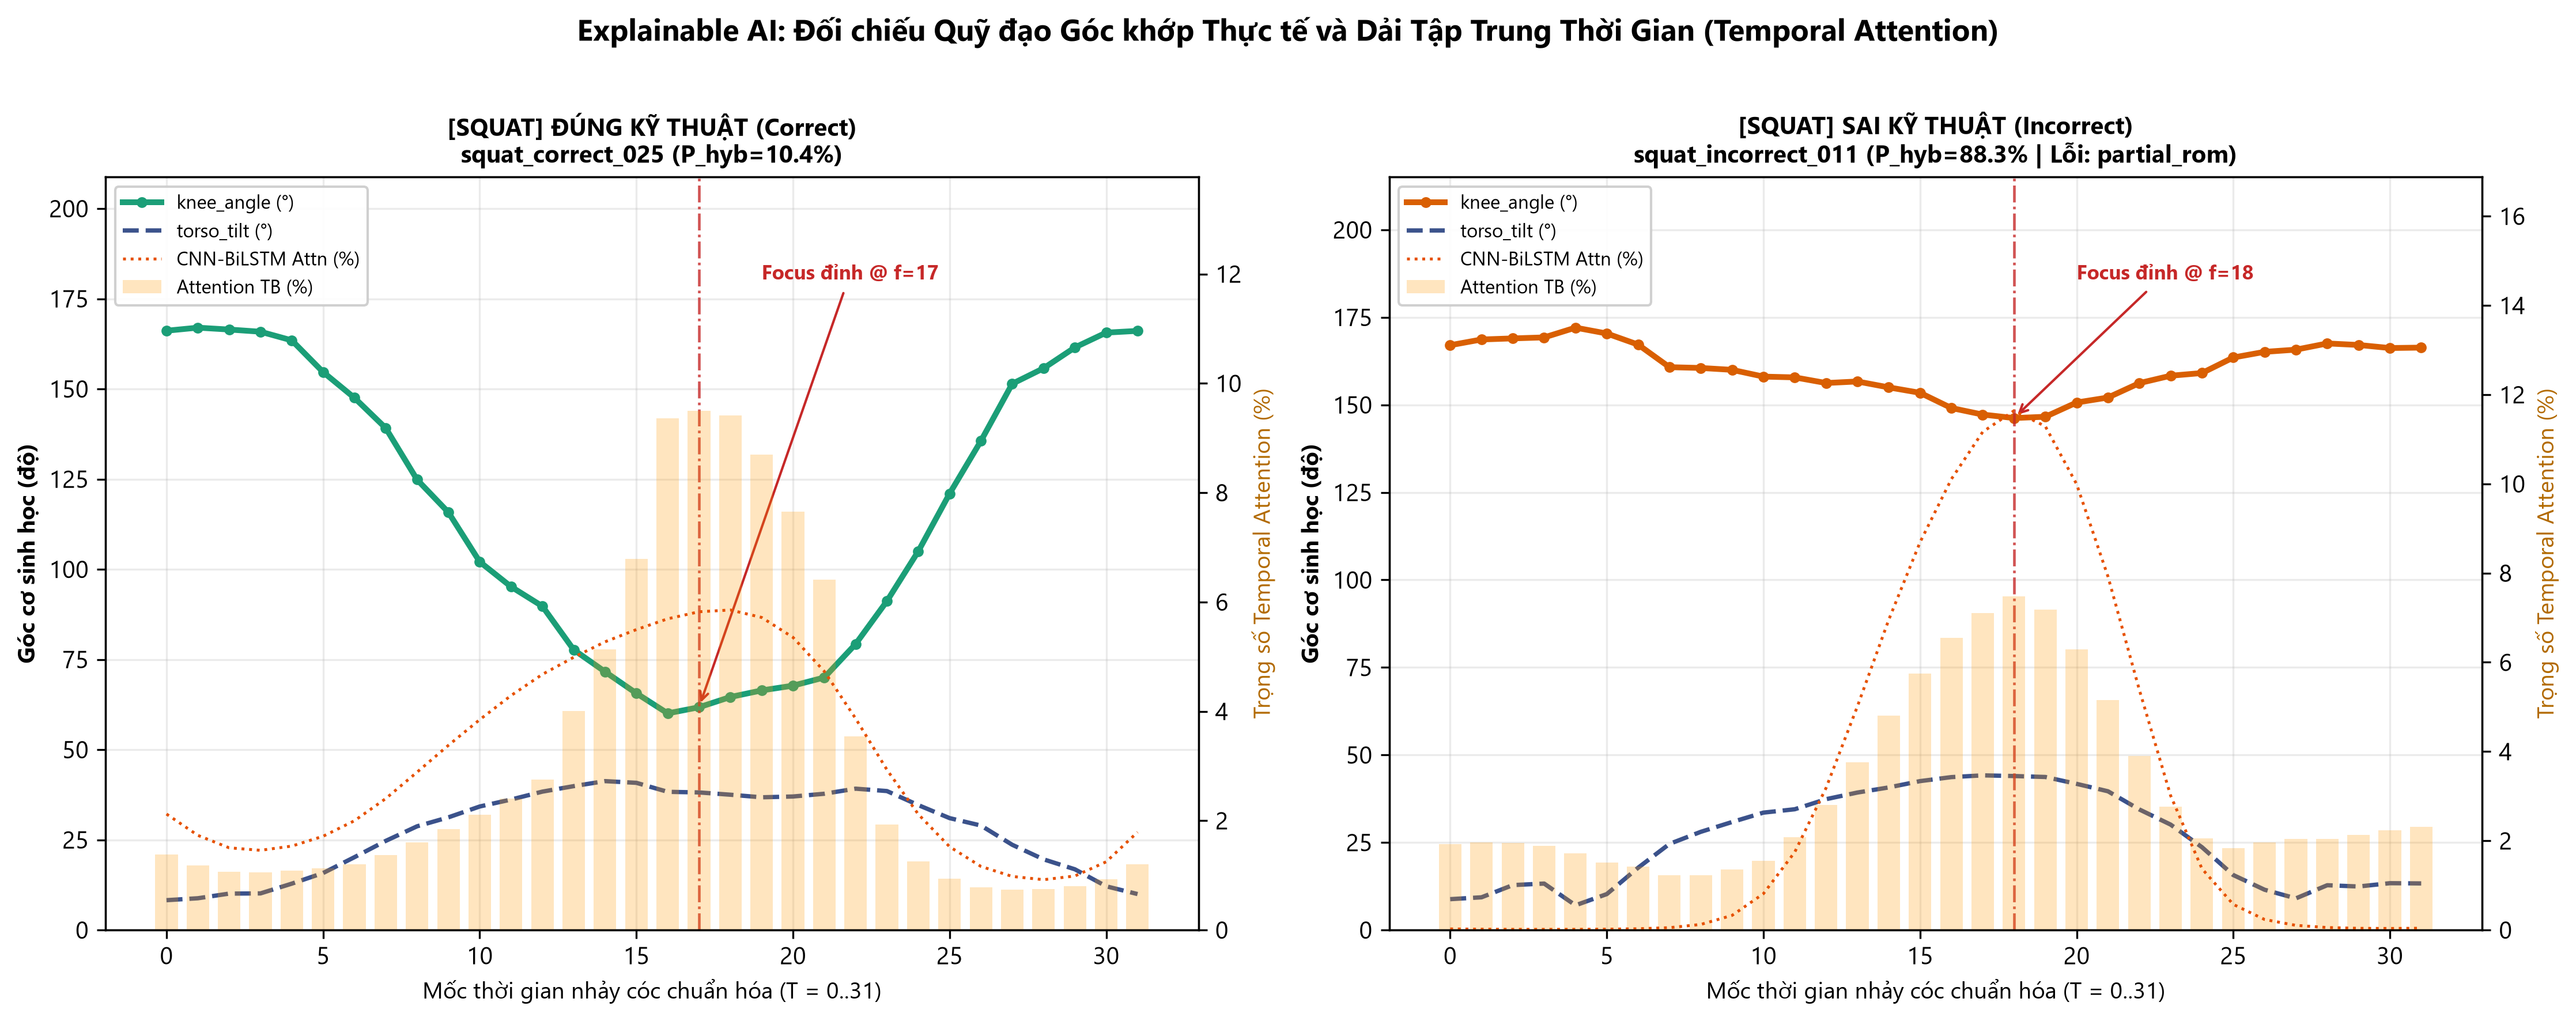 Explainable AI: Đối chiếu Quỹ đạo Góc khớp Thực tế và Dải Tập Trung Thời Gian (Temporal Attention)
[SQUAT] ĐÚNG KỸ THUẬT (Correct)
squat_correct_025 (P_hyb=10.4%)
knee_angle (°)
torso_tilt (°)
CNN-BiLSTM Attn (%)
Attention TB (%)
Focus đỉnh @ f=17
Góc cơ sinh học (độ)
200
175
150
125
100
75
50
25
0
12
10
8
6
4
2
0
Trọng số Temporal Attention (%)
0 5 10 15 20 25 30
Mốc thời gian nhảy cóc chuẩn hóa (T = 0..31)
[SQUAT] SAI KỸ THUẬT (Incorrect)
squat_incorrect_011 (P_hyb=88.3% | Lỗi: partial_rom)
knee_angle (°)
torso_tilt (°)
CNN-BiLSTM Attn (%)
Attention TB (%)
Focus đỉnh @ f=18
Góc cơ sinh học (độ)
200
175
150
125
100
75
50
25
0
16
14
12
10
8
6
4
2
0
Trọng số Temporal Attention (%)
0 5 10 15 20 25 30
Mốc thời gian nhảy cóc chuẩn hóa (T = 0..31)